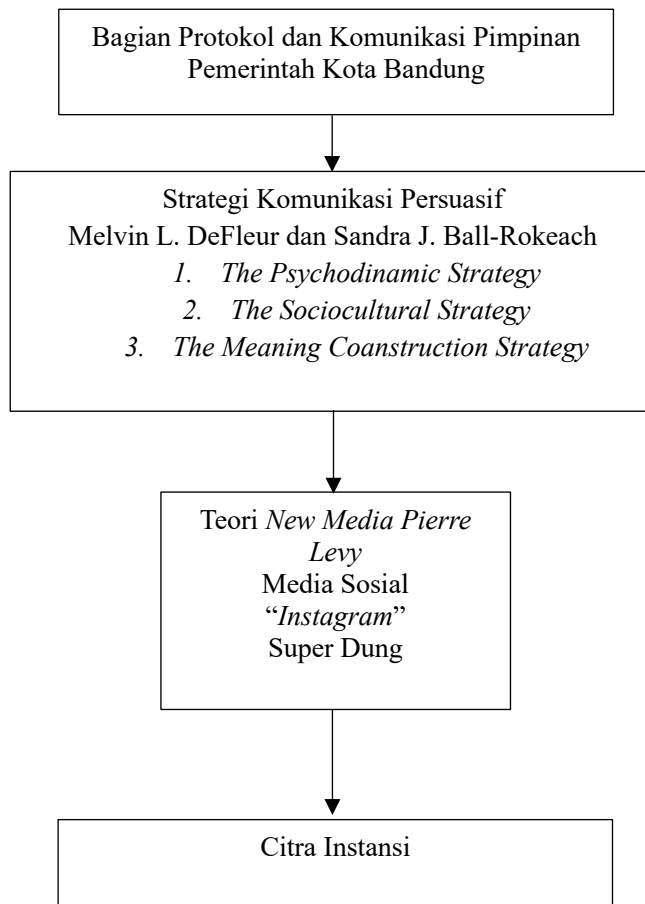 Bagian Protokol dan Komunikasi Pimpinan
Pemerintah Kota Bandung
Strategi Komunikasi Persuasif
Melvin L. DeFleur dan Sandra J. Ball-Rokeach
1. The Psychodinamic Strategy
2. The Sociocultural Strategy
3. The Meaning Coanstruction Strategy
Teori New Media Pierre
Levy
Media Sosial
“Instagram”
Super Dung
Citra Instansi